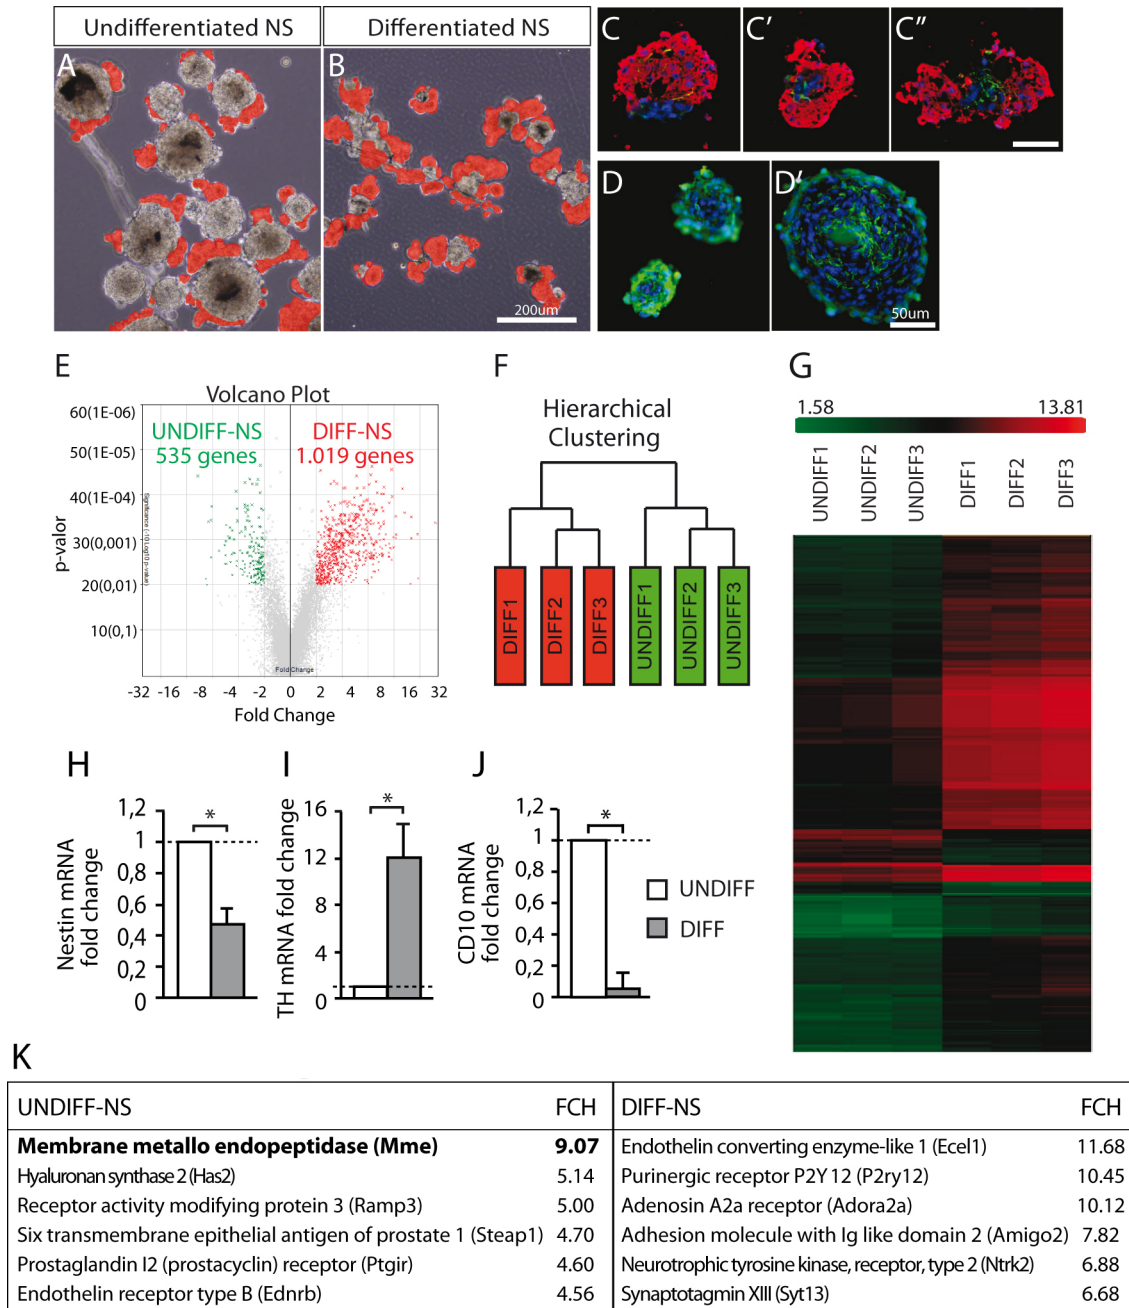 Undifferentiated NS
Differentiated NS
A
B
200um
C
C'
C''
D
D'
50um
E
Volcano Plot
60(1E-06)
50(1E-05)
40(1E-04)
30(0,001)
20(0,01)
10(0,1)
p-valor
UNDIFF-NS
535 genes
DIFF-NS
1.019 genes
Fold Change
-32 -16 -8 -4 -2 0 2 4 8 16 32
Fold Change
F
Hierarchical
Clustering
DIFF1
DIFF2
DIFF3
UNDIFF1
UNDIFF2
UNDIFF3
G
1.58 13.81
UNDIFF1
UNDIFF2
UNDIFF3
DIFF1
DIFF2
DIFF3
H
Nestin mRNA
fold change
1,2
1
0,8
0,6
0,4
0,2
0
*
I
TH mRNA fold change
16
12
8
4
0
*
J
CD10 mRNA
fold change
1,2
1
0,8
0,6
0,4
0,2
0
*
UNDIFF
DIFF
K
UNDIFF-NS FCH DIFF-NS FCH
Membrane metallo endopeptidase (Mme) 9.07 Endothelin converting enzyme-like 1 (Ecel1) 11.68
Hyaluronan synthase 2 (Has2) 5.14 Purinergic receptor P2Y 12 (P2ry12) 10.45
Receptor activity modifying protein 3 (Ramp3) 5.00 Adenosin A2a receptor (Adora2a) 10.12
Six transmembrane epithelial antigen of prostate 1 (Steap1) 4.70 Adhesion molecule with Ig like domain 2 (Amigo2) 7.82
Prostaglandin I2 (prostacyclin) receptor (Ptgir) 4.60 Neurotrophic tyrosine kinase, receptor, type 2 (Ntrk2) 6.88
Endothelin receptor type B (Ednrb) 4.56 Synaptotagmin XIII (Syt13) 6.68